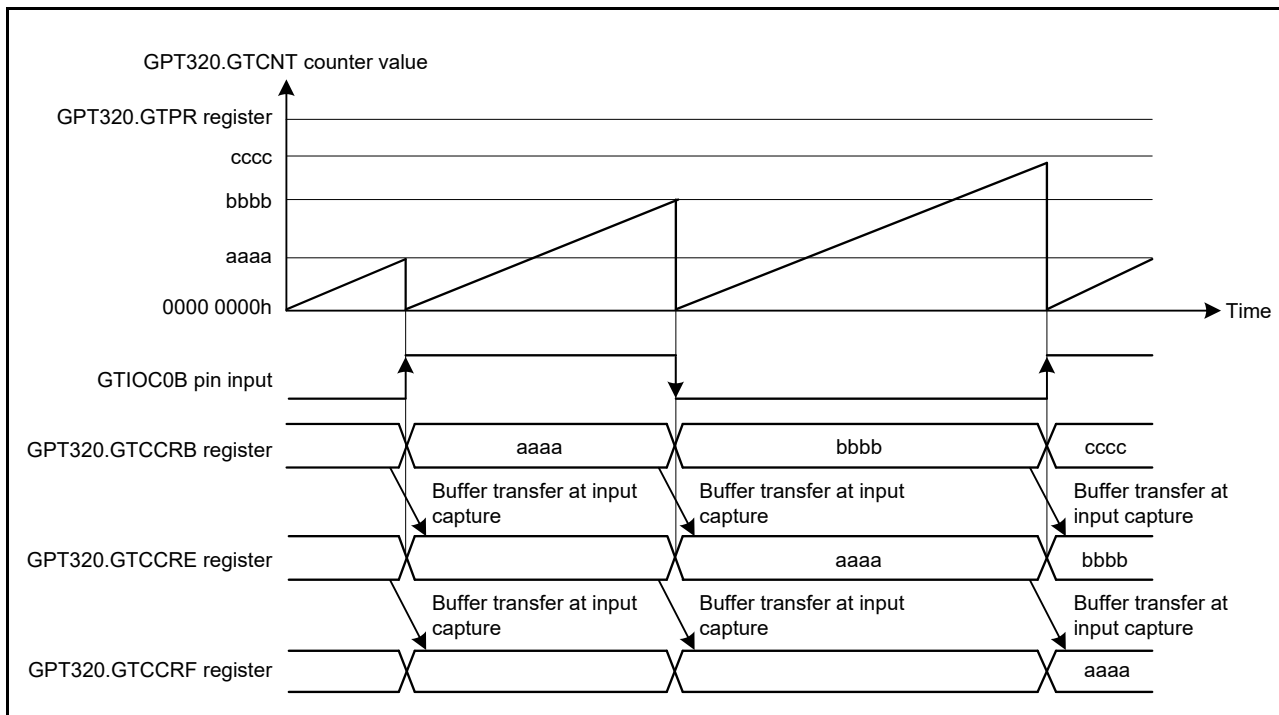 GPT320.GTCNT counter value
GPT320.GTPR register
cccc
bbbb
aaaa
0000 0000h
Time
GTIOC0B pin input
GPT320.GTCCRB register
aaaa
bbbb
cccc
Buffer transfer at input
capture
Buffer transfer at input
capture
Buffer transfer at
input capture
GPT320.GTCCRE register
aaaa
bbbb
Buffer transfer at input
capture
Buffer transfer at input
capture
Buffer transfer at
input capture
GPT320.GTCCRF register
aaaa